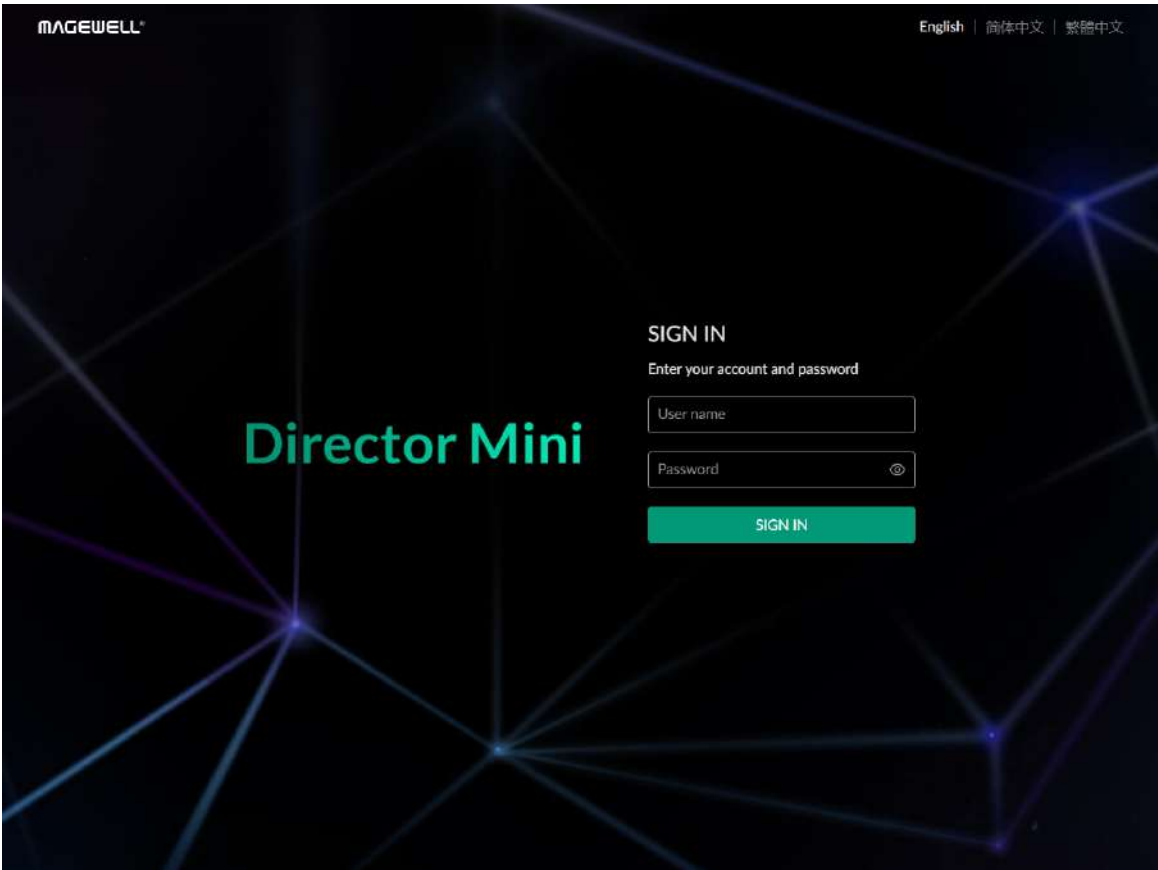 MAGEWELL®
English | 简体中文 | 繁體中文
SIGN IN
Enter your account and password
User name
Director Mini
Password
SIGN IN